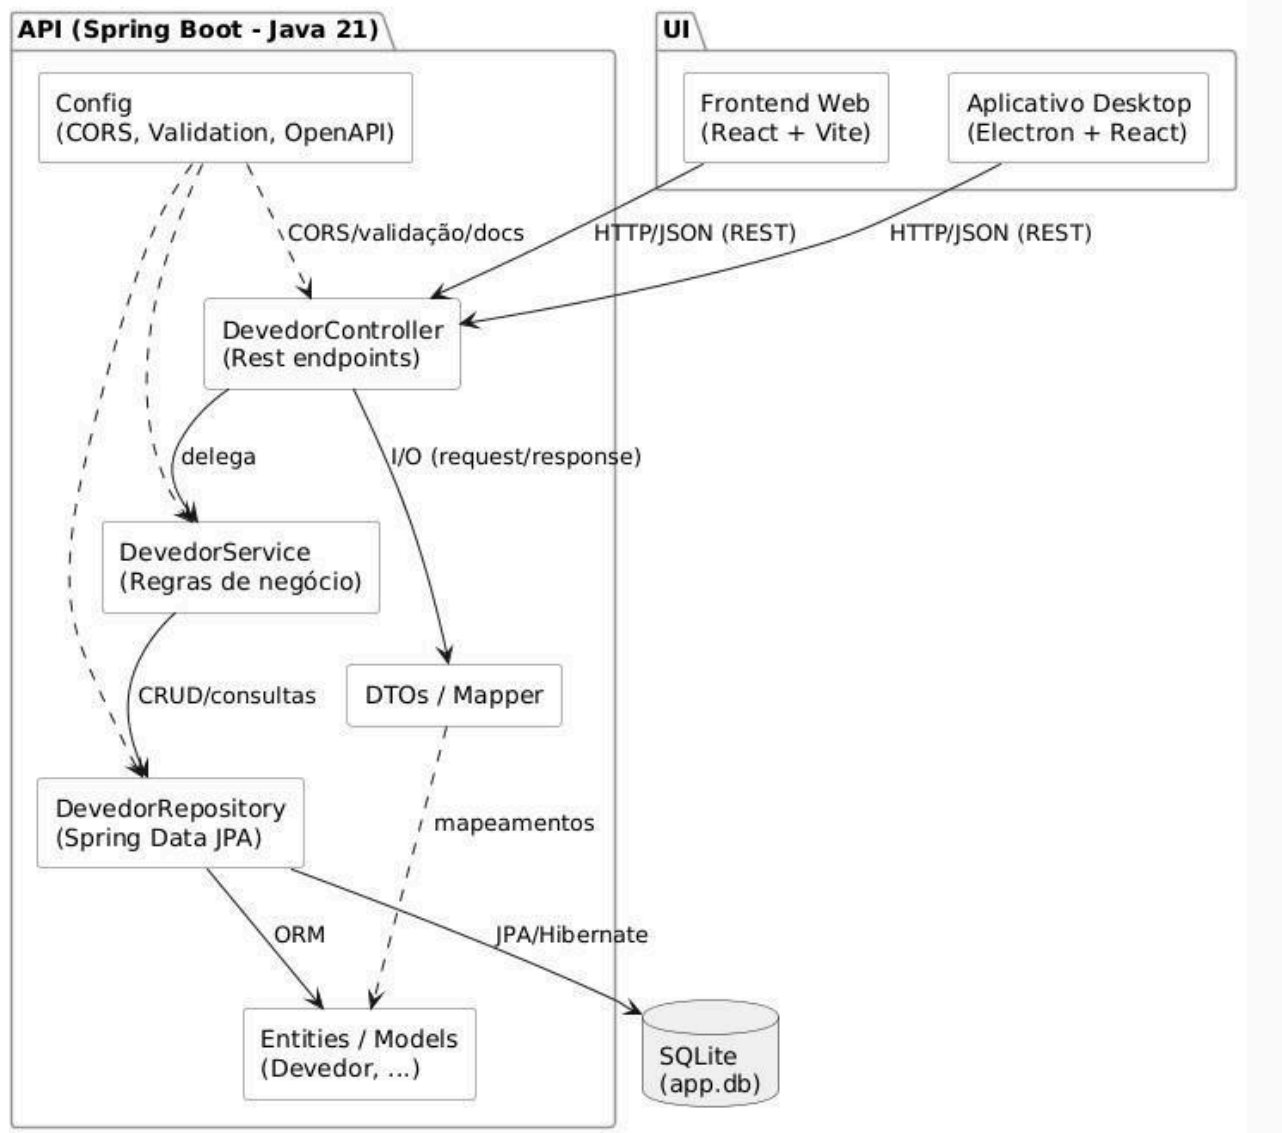 API (Spring Boot - Java 21)
UI
Config
(CORS, Validation, OpenAPI)
Frontend Web
(React + Vite)
Aplicativo Desktop
(Electron + React)
CORS/validação/docs
HTTP/JSON (REST)
HTTP/JSON (REST)
DevedorController
(Rest endpoints)
delega
I/O (request/response)
DevedorService
(Regras de negócio)
CRUD/consultas
DTOs / Mapper
DevedorRepository
(Spring Data JPA)
mapeamentos
ORM
JPA/Hibernate
Entities / Models
(Devedor, ...)
SQLite
(app.db)